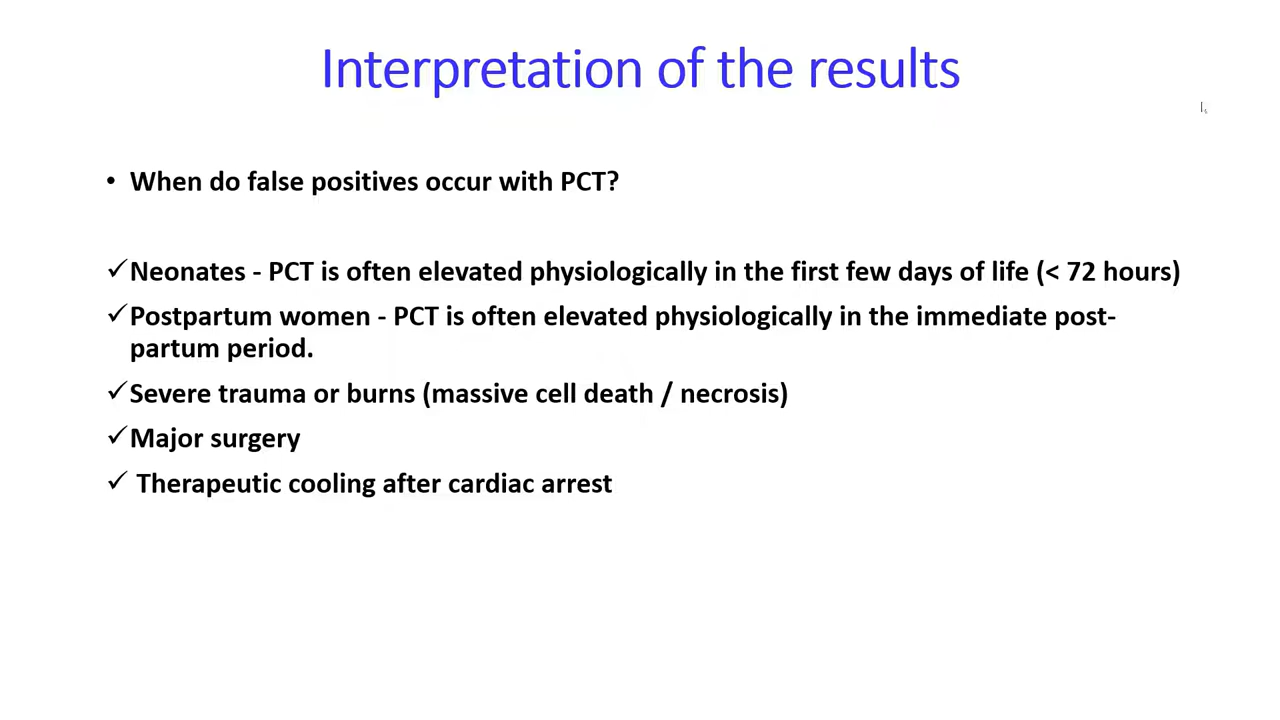 Interpretation of the results
• When do false positives occur with PCT?
✓Neonates - PCT is often elevated physiologically in the first few days of life (< 72 hours)
✓Postpartum women - PCT is often elevated physiologically in the immediate post-
partum period.
✓Severe trauma or burns (massive cell death / necrosis)
✓Major surgery
✓ Therapeutic cooling after cardiac arrest